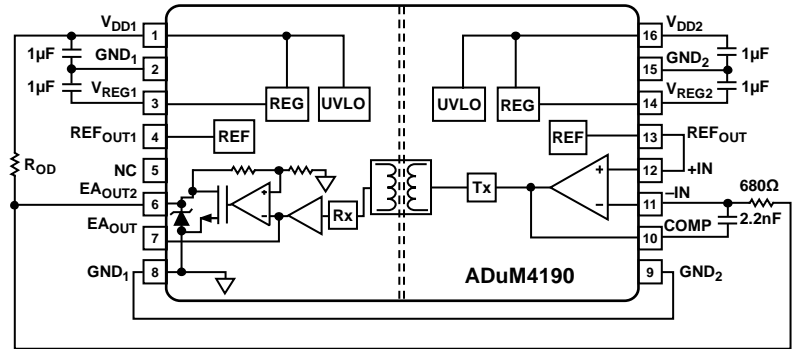 VDD1 1 16 VDD2
1µF GND1 2 15 GND2 1µF
1µF VREG1 3 REG UVLO UVLO REG 14 VREG2 1µF
REFOUT1 4 REF REF 13 REFOUT
ROD NC 5 12 +IN
EAOUT2 6 + − Rx Tx + − 11 −IN 680Ω
EAOUT 7 10 COMP 2.2nF
GND1 8 ADuM4190 9 GND2